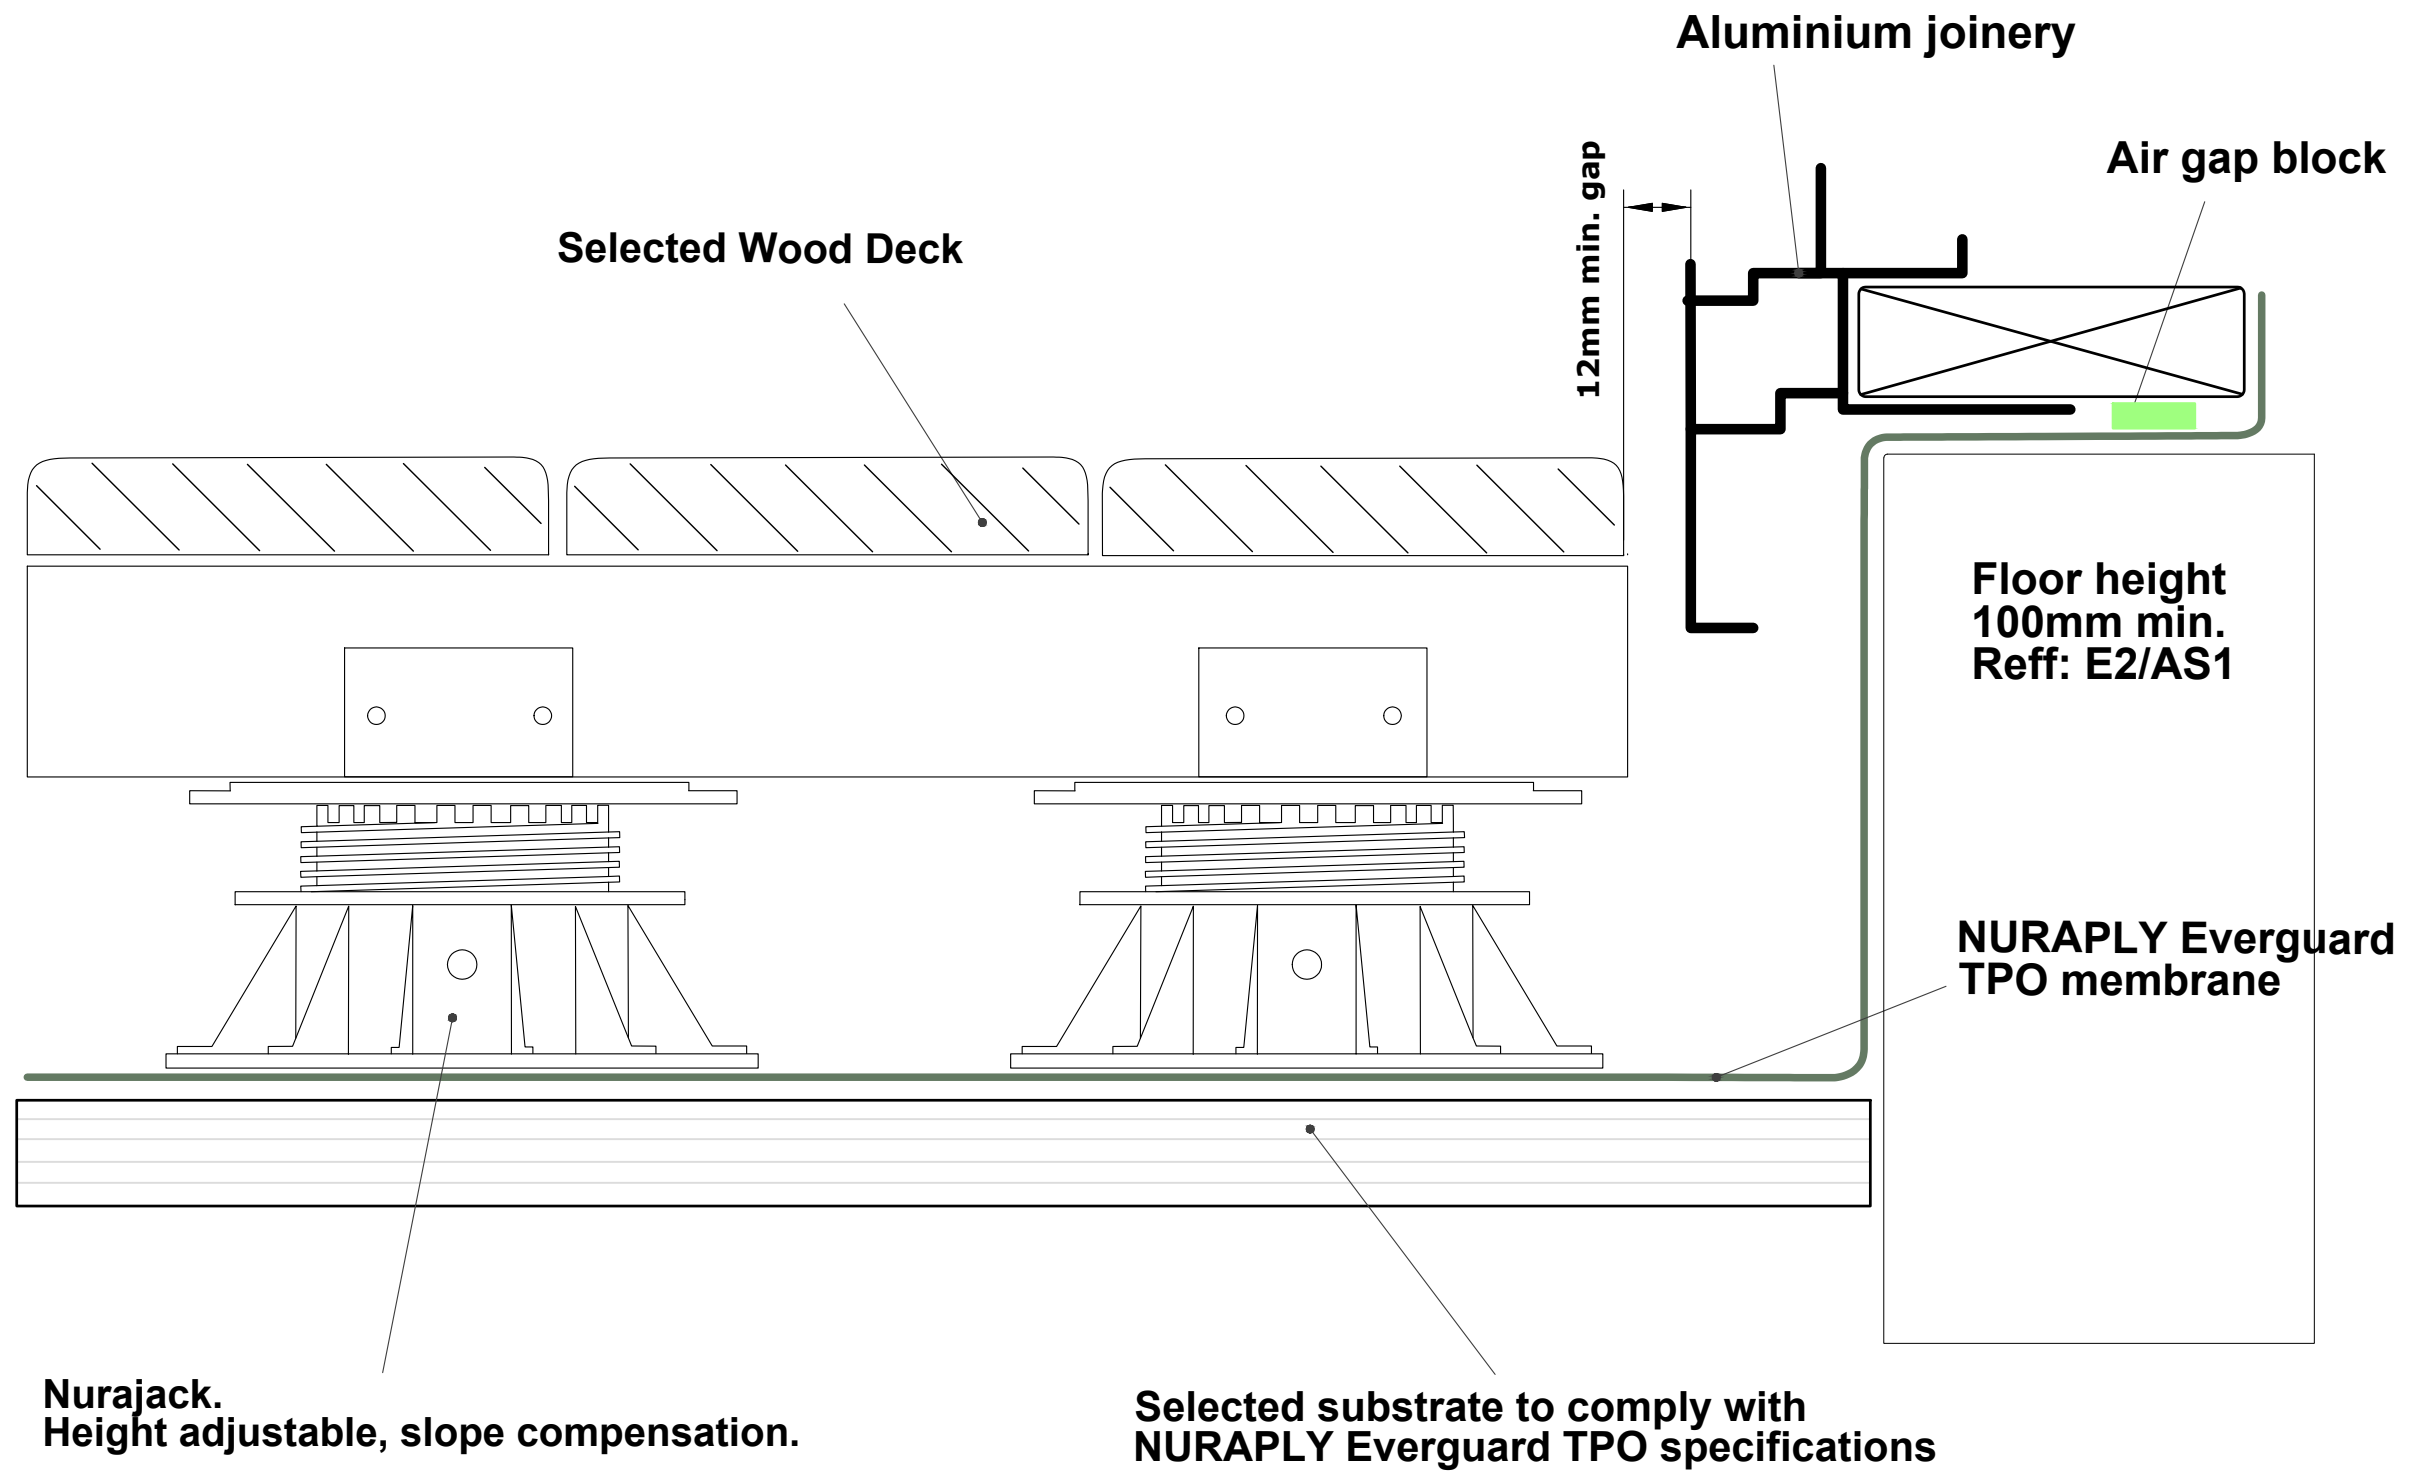 Aluminium joinery
Air gap block
12mm min. gap
Selected Wood Deck
Floor height
100mm min.
Reff: E2/AS1
NURAPLY Everguard
TPO membrane
Nurajack.
Height adjustable, slope compensation.
Selected substrate to comply with
NURAPLY Everguard TPO specifications